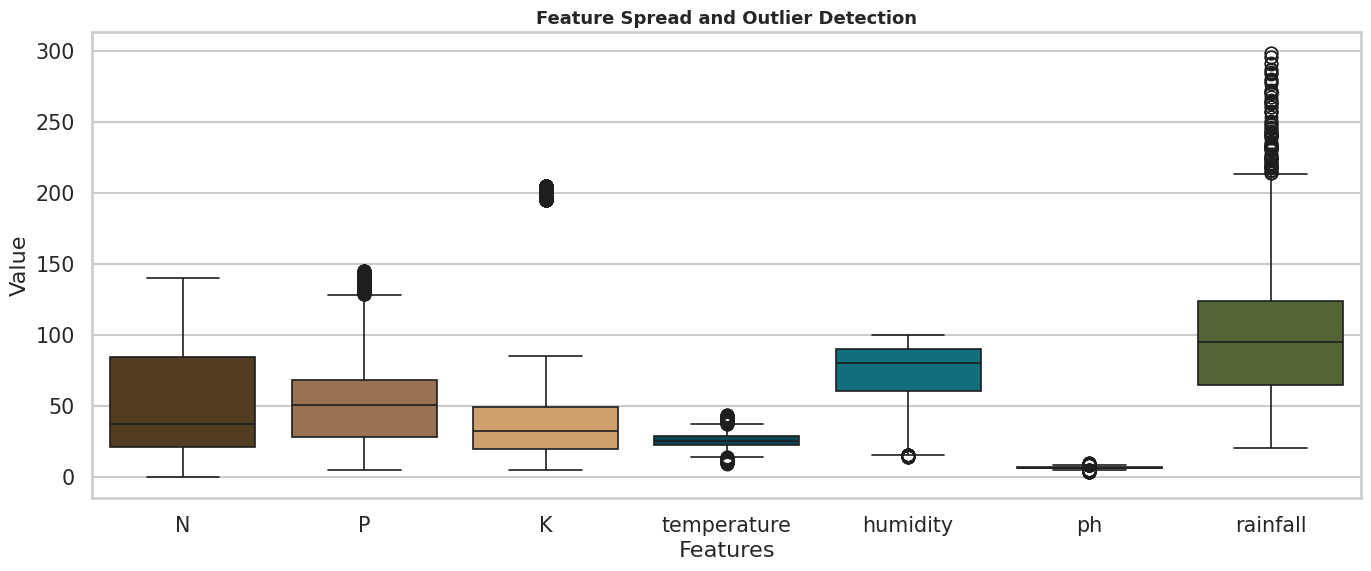 Feature Spread and Outlier Detection
300
250
200
150
100
50
0
Value
N P K temperature humidity ph rainfall
Features